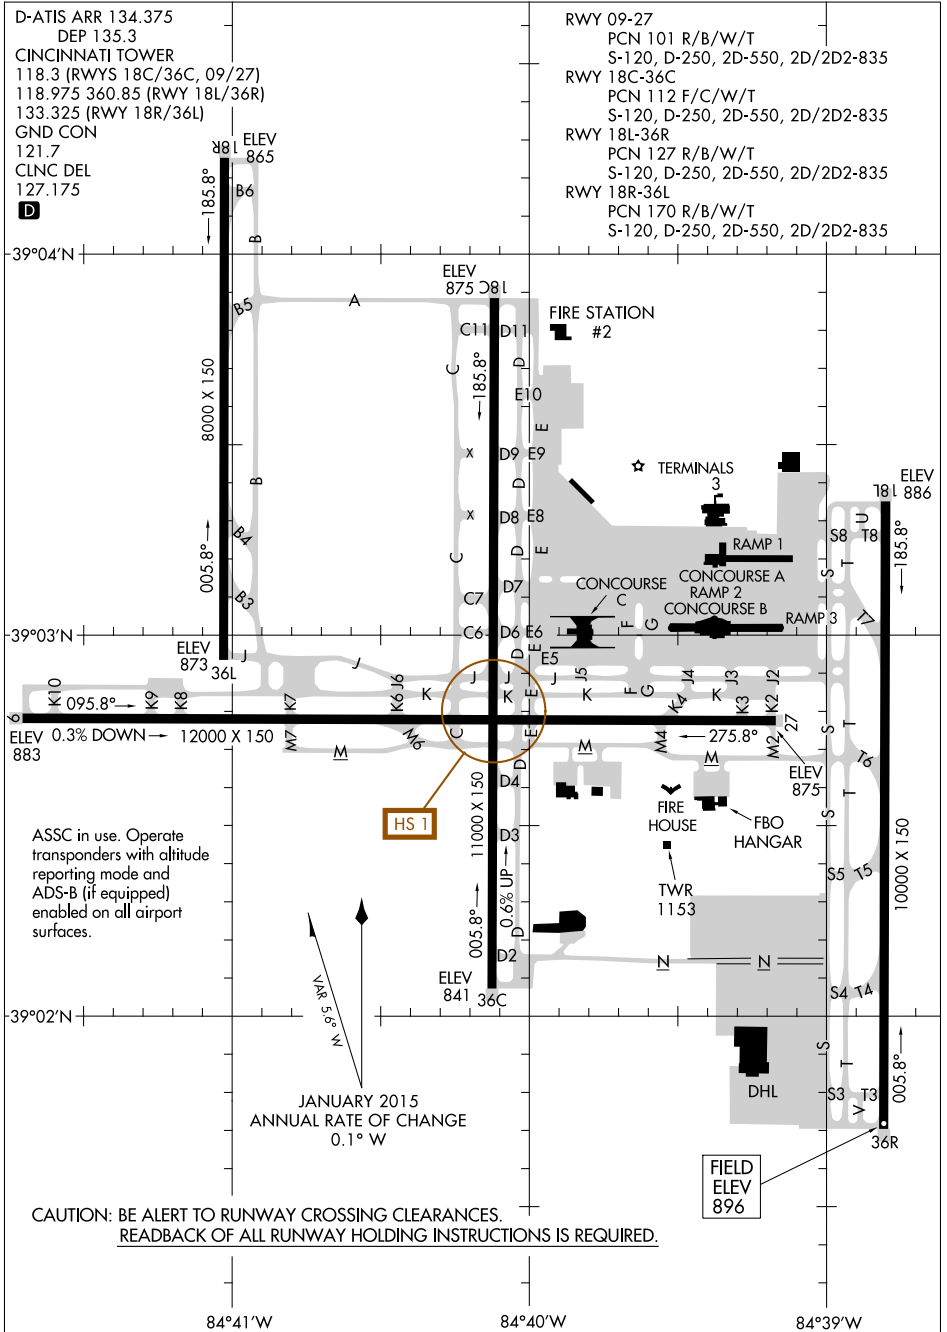 D-ATIS ARR 134.375
DEP 135.3
CINCINNATI TOWER
118.3 (RWYS 18C/36C, 09/27)
118.975 360.85 (RWY 18L/36R)
133.325 (RWY 18R/36L)
GND CON
121.7
CLNC DEL
127.175
D
RWY 09-27
PCN 101 R/B/W/T
S-120, D-250, 2D-550, 2D/2D2-835
RWY 18C-36C
PCN 112 F/C/W/T
S-120, D-250, 2D-550, 2D/2D2-835
RWY 18L-36R
PCN 127 R/B/W/T
S-120, D-250, 2D-550, 2D/2D2-835
RWY 18R-36L
PCN 170 R/B/W/T
S-120, D-250, 2D-550, 2D/2D2-835
18R
ELEV
865
B6
185.8°
B
39°04'N
ELEV
875
18C
A
B5
FIRE STATION
#2
C11
D11
C
185.8°
D
E10
8000 X 150
E
X
D9
E9
TERMINALS
3
ELEV
886
18L
B
D
X
D8
E8
U
S8
T8
B4
005.8°
C
D
E
RAMP 1
185.8°
S
T
CONCOURSE A
RAMP 2
CONCOURSE B
CONCOURSE
C
D7
B3
C7
F
G
RAMP 3
T7
39°03'N
C6
D6
E6
ELEV
873
36L
J
J
D
E
E5
J6
J
J
J
J5
J4
J3
J2
K10
K9
K8
K7
K6
K
K
E
K
F
G
K4
K
K3
K2
095.8°
9
27
ELEV
883
0.3% DOWN
12000 X 150
M7
M6
C
E
M
M
M4
275.8°
M2
M
S
T
T6
D
ELEV
875
D4
HS 1
11000 X 150
FIRE
HOUSE
FBO
HANGAR
S
T
D3
ASSC in use. Operate
transponders with altitude
reporting mode and
ADS-B (if equipped)
enabled on all airport
surfaces.
0.6% UP
005.8°
TWR
1153
S5
T5
10000 X 150
D
D2
N
N
ELEV
841
36C
S4
T4
39°02'N
VAR 5.6° W
S
T
005.8°
DHL
S3
T3
V
JANUARY 2015
ANNUAL RATE OF CHANGE
0.1° W
36R
FIELD
ELEV
896
CAUTION: BE ALERT TO RUNWAY CROSSING CLEARANCES.
READBACK OF ALL RUNWAY HOLDING INSTRUCTIONS IS REQUIRED.
84°41'W
84°40'W
84°39'W